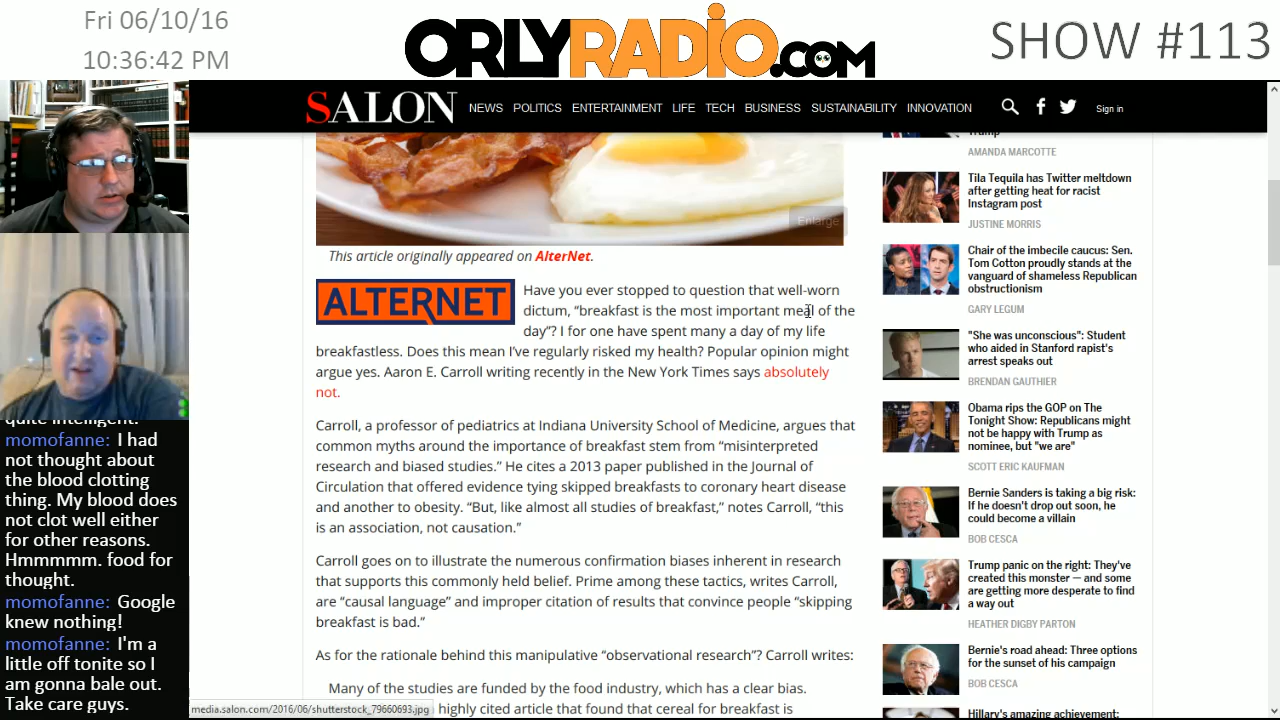 Fri 06/10/16
10:36:42 PM
ORLYRADiO.COM
SHOW #113
SALON
NEWS POLITICS ENTERTAINMENT LIFE TECH BUSINESS SUSTAINABILITY INNOVATION
Sign in
Enlarge
This article originally appeared on AlterNet.
ALTERNET
Have you ever stopped to question that well-worn
dictum, “breakfast is the most important meal of the
day”? I for one have spent many a day of my life
breakfastless. Does this mean I’ve regularly risked my health? Popular opinion might
argue yes. Aaron E. Carroll writing recently in the New York Times says absolutely
not.
Carroll, a professor of pediatrics at Indiana University School of Medicine, argues that
common myths around the importance of breakfast stem from “misinterpreted
research and biased studies.” He cites a 2013 paper published in the Journal of
Circulation that offered evidence tying skipped breakfasts to coronary heart disease
and another to obesity. “But, like almost all studies of breakfast,” notes Carroll, “this
is an association, not causation.”
Carroll goes on to illustrate the numerous confirmation biases inherent in research
that supports this commonly held belief. Prime among these tactics, writes Carroll,
are “causal language” and improper citation of results that convince people “skipping
breakfast is bad.”
As for the rationale behind this manipulative “observational research”? Carroll writes:
Many of the studies are funded by the food industry, which has a clear bias.
highly cited article that found that cereal for breakfast is
media.salon.com/2016/06/shutterstock_79660693.jpg
Trump
AMANDA MARCOTTE
Tila Tequila has Twitter meltdown
after getting heat for racist
Instagram post
JUSTINE MORRIS
Chair of the imbecile caucus: Sen.
Tom Cotton proudly stands at the
vanguard of shameless Republican
obstructionism
GARY LEGUM
"She was unconscious": Student
who aided in Stanford rapist's
arrest speaks out
BRENDAN GAUTHIER
Obama rips the GOP on The
Tonight Show: Republicans might
not be happy with Trump as
nominee, but "we are"
SCOTT ERIC KAUFMAN
Bernie Sanders is taking a big risk:
If he doesn't drop out soon, he
could become a villain
BOB CESCA
Trump panic on the right: They've
created this monster — and some
are getting more desperate to find
a way out
HEATHER DIGBY PARTON
Bernie's road ahead: Three options
for the sunset of his campaign
BOB CESCA
Hillary's amazing achievement:
quite intelligent.
momofanne: I had
not thought about
the blood clotting
thing. My blood does
not clot well either
for other reasons.
Hmmmmm. food for
thought.
momofanne: Google
knew nothing!
momofanne: I'm a
little off tonite so I
am gonna bale out.
Take care guys.